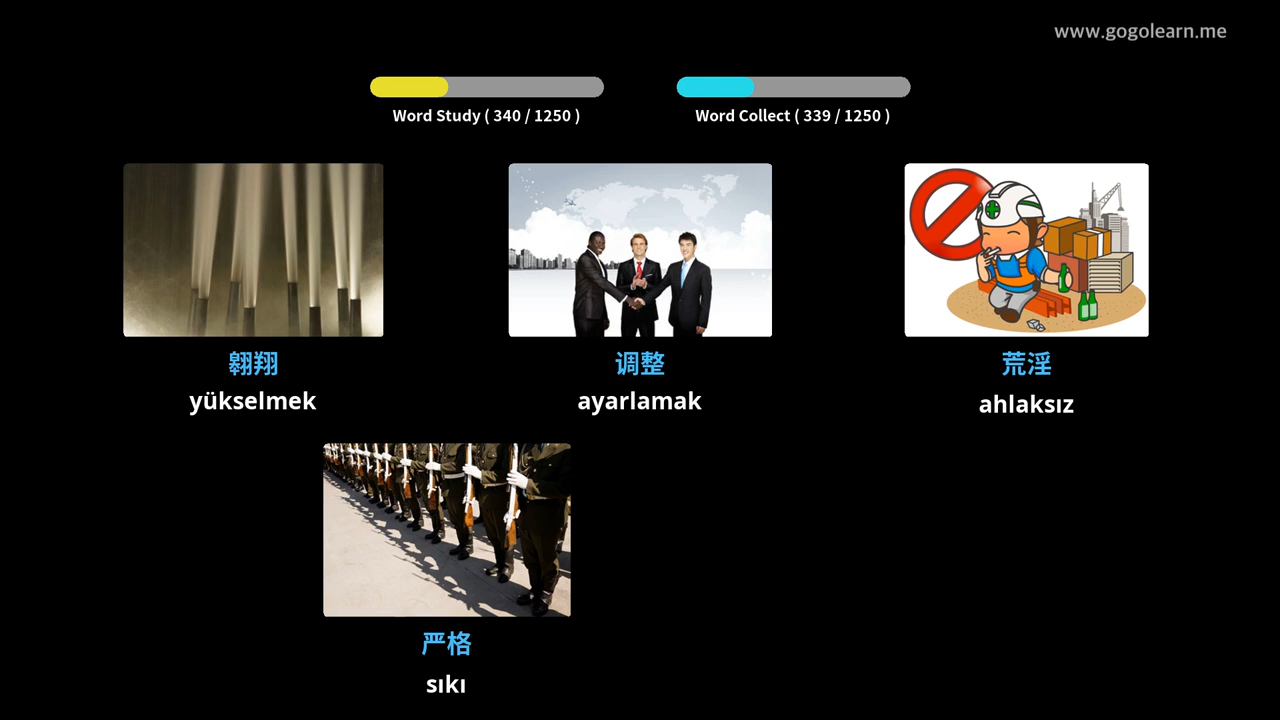 www.gogolearn.me
Word Study ( 340 / 1250 )
Word Collect ( 339 / 1250 )
翱翔
yükselmek
调整
ayarlamak
荒淫
ahlaksız
严格
sıkı